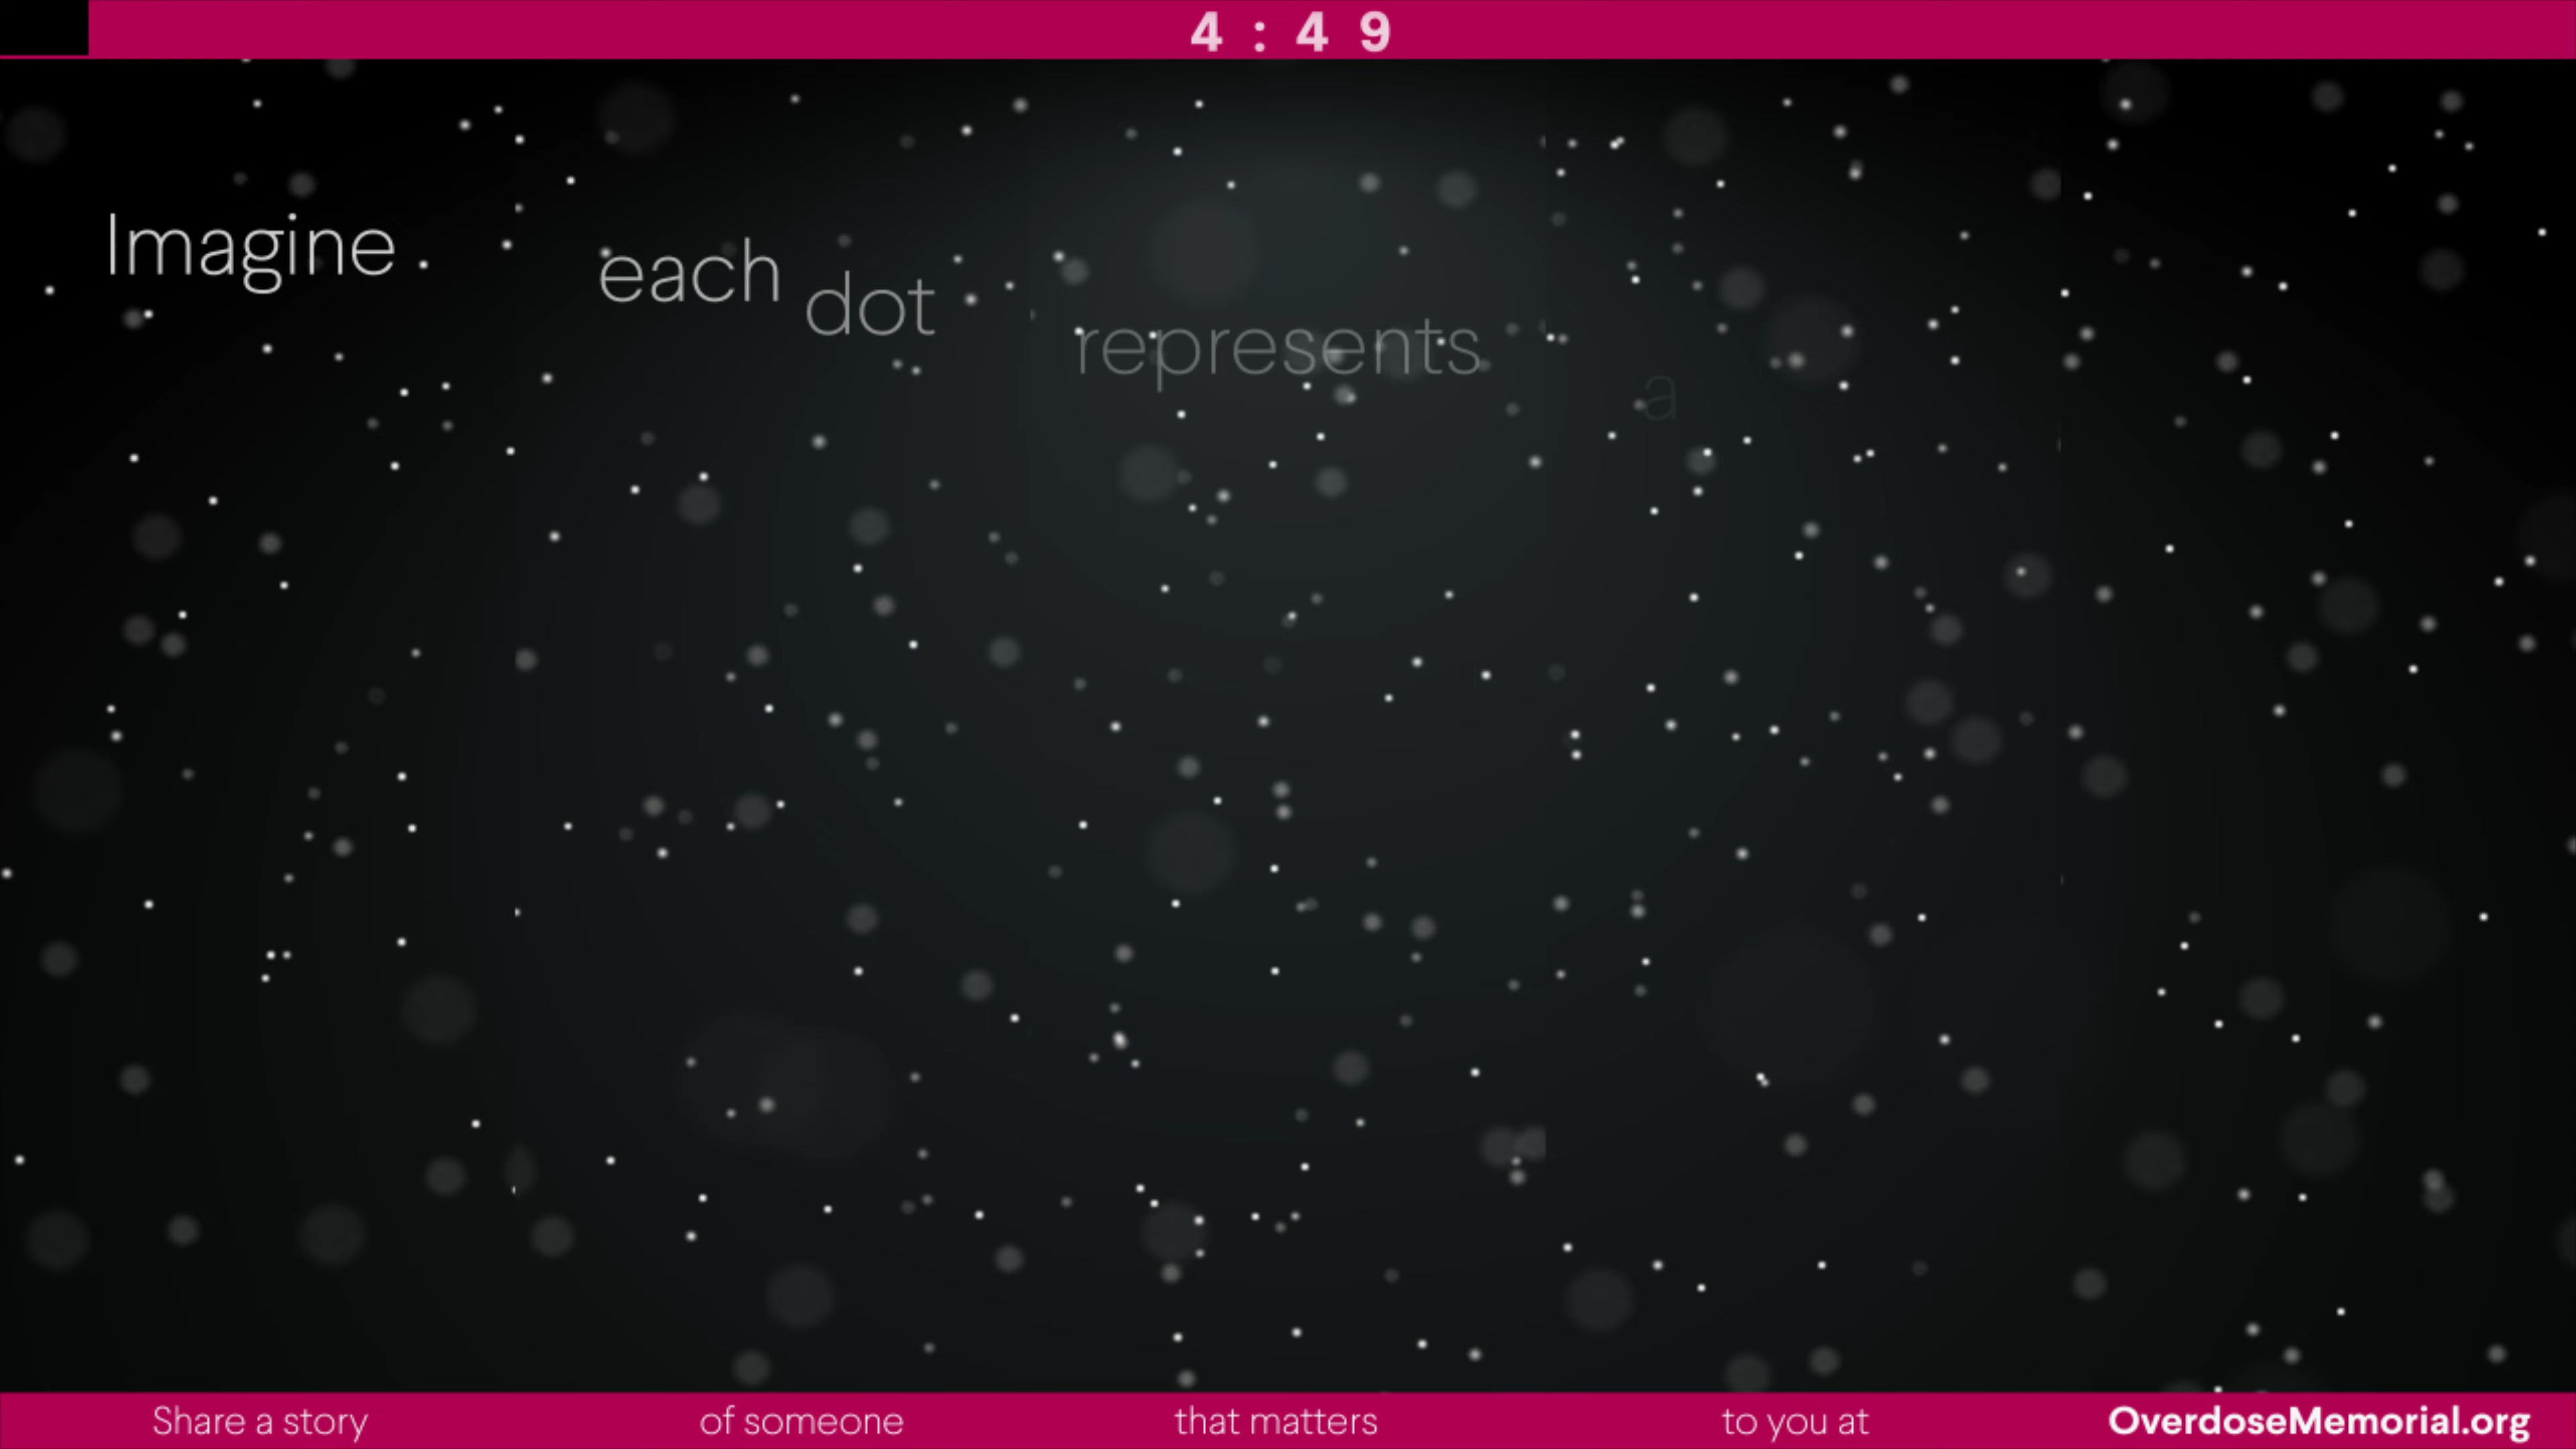 4:49
Imagine each dot represents a
Share a story of someone that matters to you at OverdoseMemorial.org